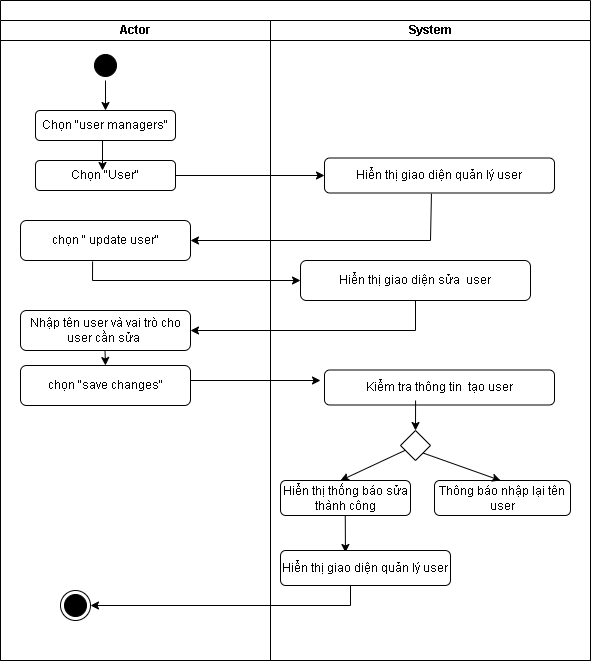 Actor
System
Chọn "user managers"
Chọn "User"
Hiển thị giao diện quản lý user
chọn " update user"
Hiển thị giao diện sửa user
Nhập tên user và vai trò cho
user cần sửa
chọn "save changes"
Kiểm tra thông tin tạo user
Hiển thị thống báo sửa
thành công
Thông báo nhập lại tên
user
Hiển thị giao diện quản lý user